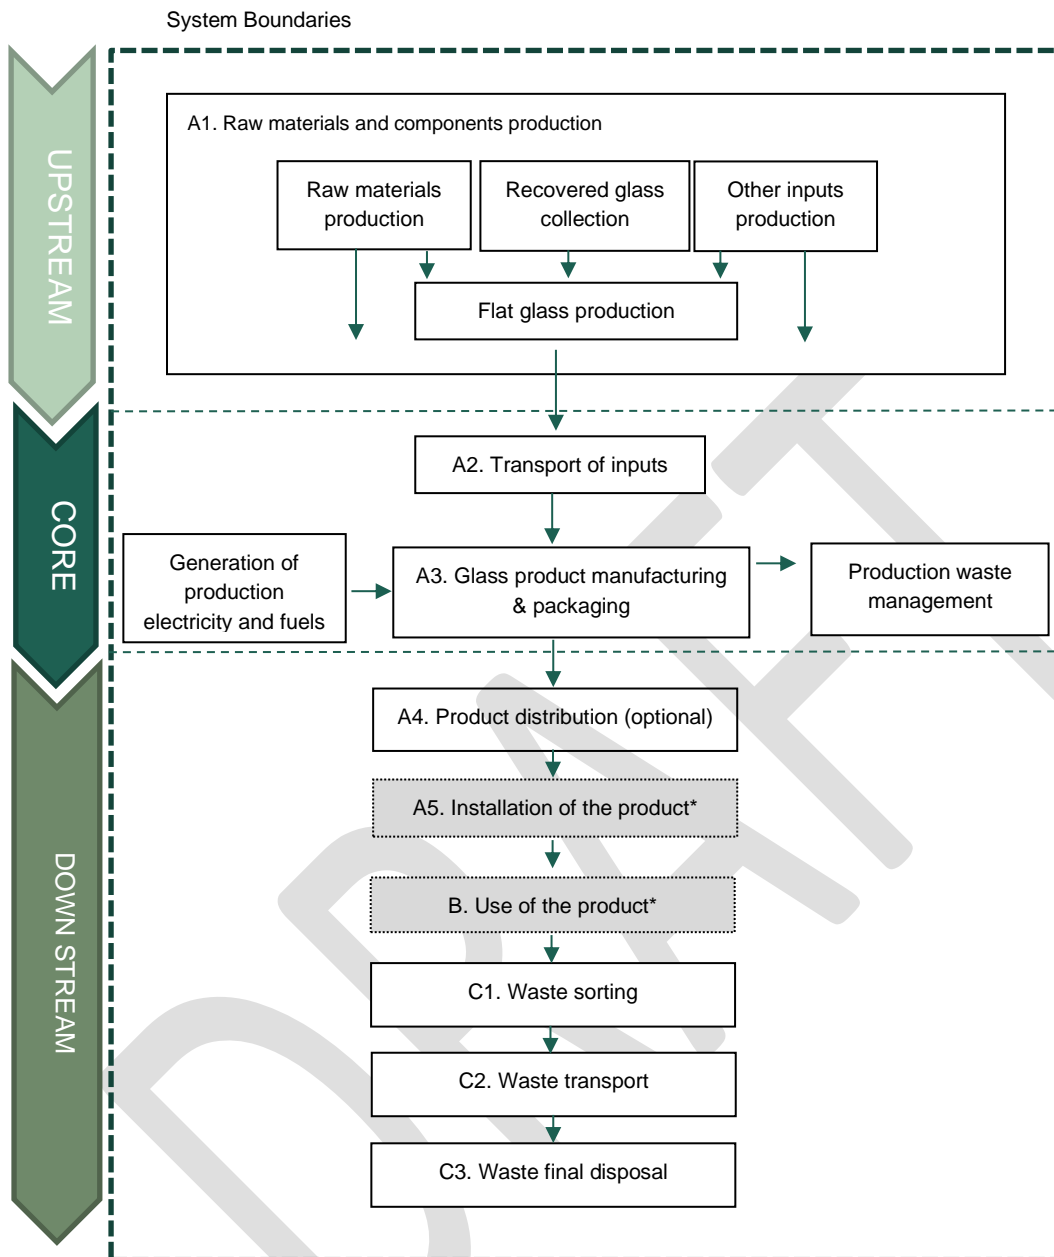 System Boundaries
UPSTREAM
A1. Raw materials and components production
Raw materials
production
Recovered glass
collection
Other inputs
production
Flat glass production
CORE
A2. Transport of inputs
Generation of
production
electricity and fuels
A3. Glass product manufacturing
& packaging
Production waste
management
DOWN STREAM
A4. Product distribution (optional)
A5. Installation of the product*
B. Use of the product*
C1. Waste sorting
C2. Waste transport
C3. Waste final disposal
DRAFT